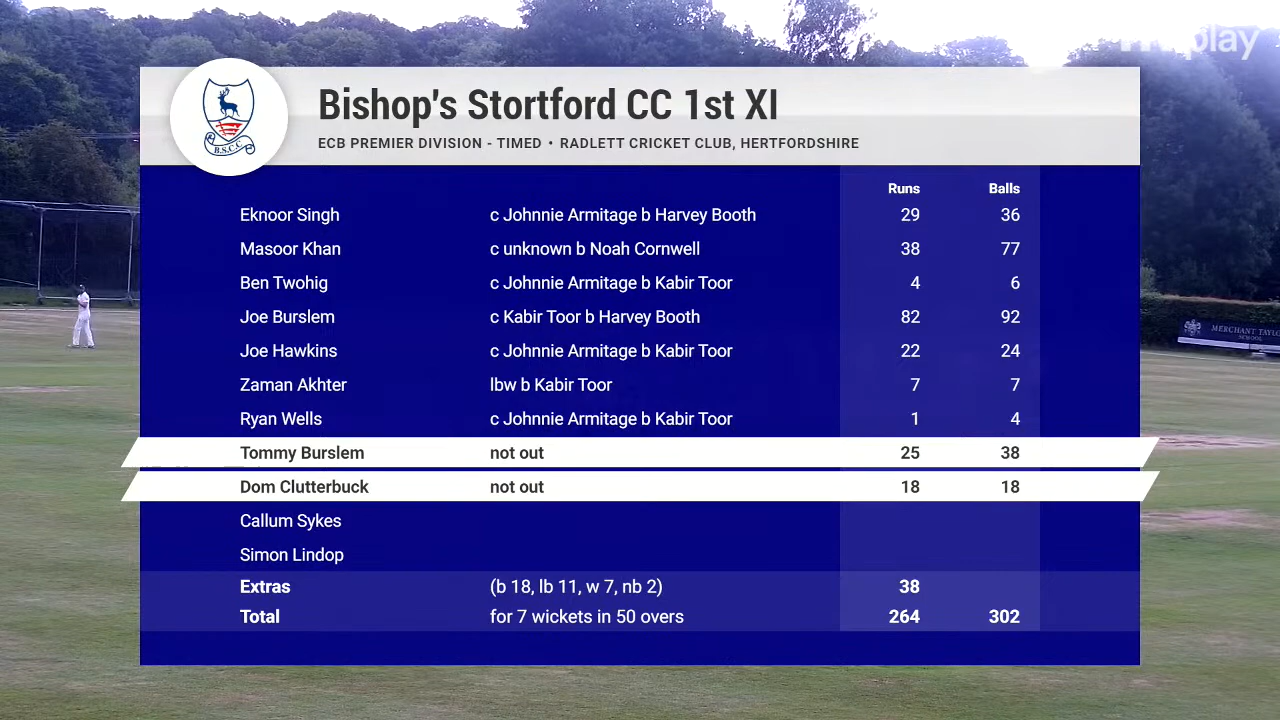 play
Bishop's Stortford CC 1st XI
ECB PREMIER DIVISION - TIMED • RADLETT CRICKET CLUB, HERTFORDSHIRE
B.S.C.C.
Runs Balls
Eknoor Singh c Johnnie Armitage b Harvey Booth 29 36
Masoor Khan c unknown b Noah Cornwell 38 77
Ben Twohig c Johnnie Armitage b Kabir Toor 4 6
Joe Burslem c Kabir Toor b Harvey Booth 82 92
Joe Hawkins c Johnnie Armitage b Kabir Toor 22 24
Zaman Akhter lbw b Kabir Toor 7 7
Ryan Wells c Johnnie Armitage b Kabir Toor 1 4
Tommy Burslem not out 25 38
Dom Clutterbuck not out 18 18
Callum Sykes
Simon Lindop
Extras (b 18, lb 11, w 7, nb 2) 38
Total for 7 wickets in 50 overs 264 302
MERCHANT TAYLO
SCHOOL